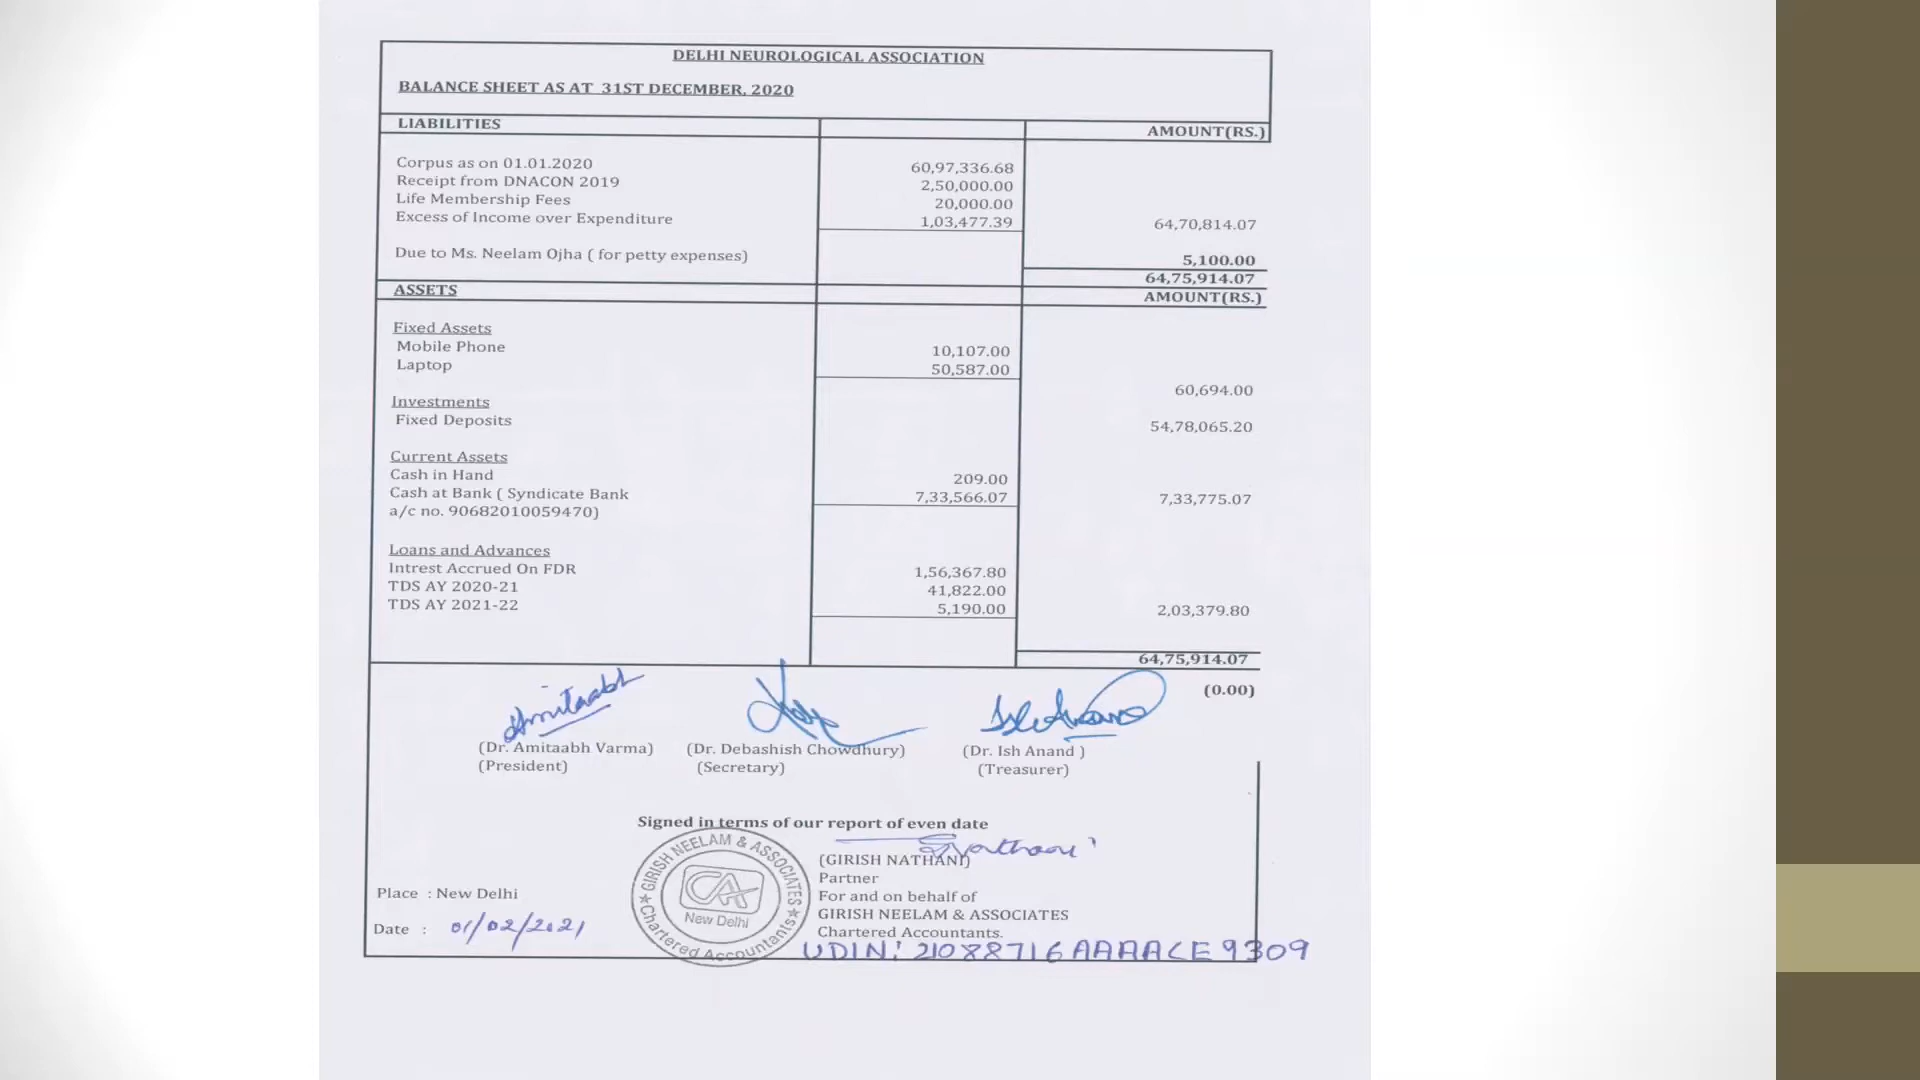 DELHI NEUROLOGICAL ASSOCIATION
BALANCE SHEET AS AT 31ST DECEMBER, 2020
LIABILITIES AMOUNT(RS.)
Corpus as on 01.01.2020 60,97,336.68
Receipt from DNACON 2019 2,50,000.00
Life Membership Fees 20,000.00
Excess of Income over Expenditure 1,03,477.39 64,70,814.07
Due to Ms. Neelam Ojha ( for petty expenses) 5,100.00
64,75,914.07
ASSETS AMOUNT(RS.)
Fixed Assets
Mobile Phone 10,107.00
Laptop 50,587.00
60,694.00
Investments
Fixed Deposits 54,78,065.20
Current Assets
Cash in Hand 209.00
Cash at Bank ( Syndicate Bank 7,33,566.07 7,33,775.07
a/c no. 90682010059470)
Loans and Advances
Intrest Accrued On FDR 1,56,367.80
TDS AY 2020-21 41,822.00
TDS AY 2021-22 5,190.00 2,03,379.80
64,75,914.07
(0.00)
Amitaabh
(Dr. Amitaabh Varma) (Dr. Debashish Chowdhury) (Dr. Ish Anand )
(President) (Secretary) (Treasurer)
Signed in terms of our report of even date
(GIRISH NATHANI)
Partner
For and on behalf of
GIRISH NEELAM & ASSOCIATES
Chartered Accountants.
UDIN: 21088716AAAACE9309
GIRISH NEELAM & ASSOCIATES
CA
New Delhi
Chartered Accountants
Place : New Delhi
Date : 01/02/2021